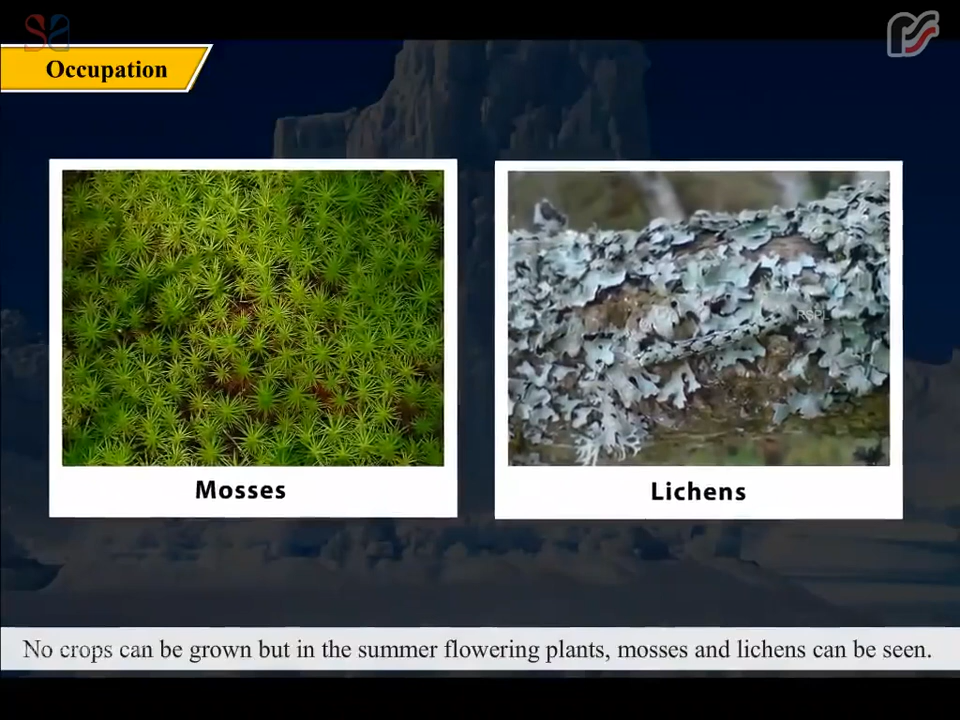 Occupation
RSPL
Mosses
Lichens
No crops can be grown but in the summer flowering plants, mosses and lichens can be seen.